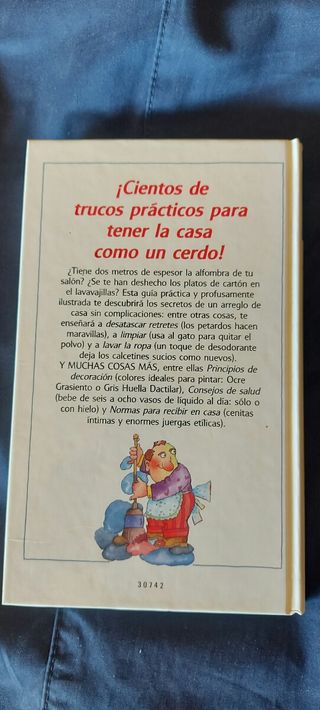 ¡Cientos de
trucos prácticos para
tener la casa
como un cerdo!
¿Tiene dos metros de espesor la alfombra de tu
salón? ¿Se te han deshecho los platos de cartón en
el lavavajillas? Esta guía práctica y profusamente
ilustrada te descubrirá los secretos de un arreglo de
casa sin complicaciones: entre otras cosas, te
enseñará a desatascar retretes (los petardos hacen
maravillas), a limpiar (usa al gato para quitar el
polvo) y a lavar la ropa (un toque de desodorante
deja los calcetines sucios como nuevos).
Y MUCHAS COSAS MÁS, entre ellas Principios de
decoración (colores ideales para pintar: Ocre
Grasiento o Gris Huella Dactilar), Consejos de salud
(bebe de seis a ocho vasos de líquido al día: sólo o
con hielo) y Normas para recibir en casa (cenitas
íntimas y enormes juergas etílicas).
30742